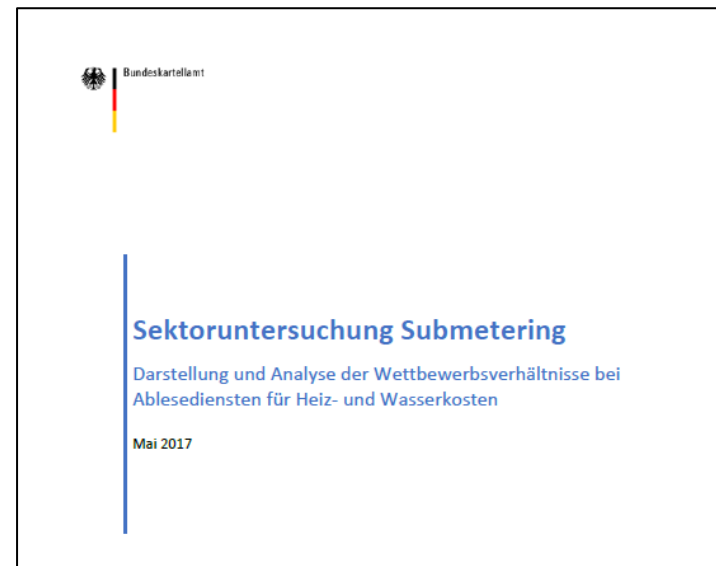 Bundeskartellamt
Sektoruntersuchung Submetering
Darstellung und Analyse der Wettbewerbsverhältnisse bei
Ablesediensten für Heiz- und Wasserkosten
Mai 2017